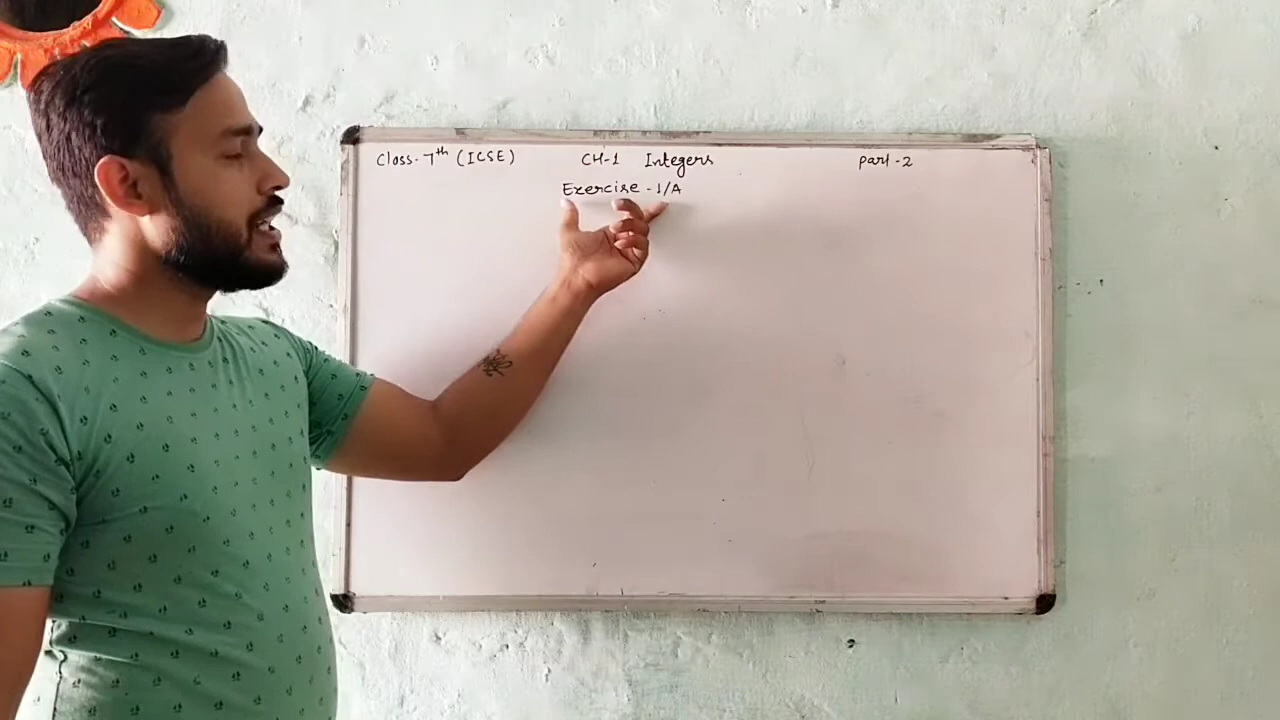 Class-7th (ICSE) CH-1 Integers part-2
Exercise-1/A